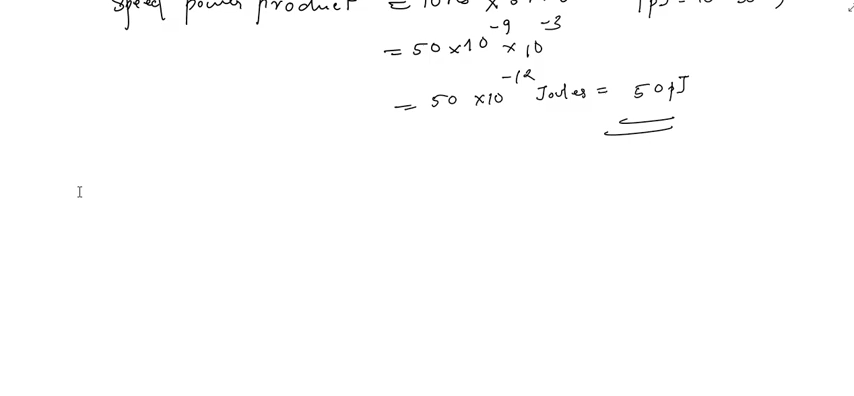 Speed power product =
= 50 × 10⁻⁹ × 10⁻³
= 50 × 10⁻¹² Joules = 50 pJ